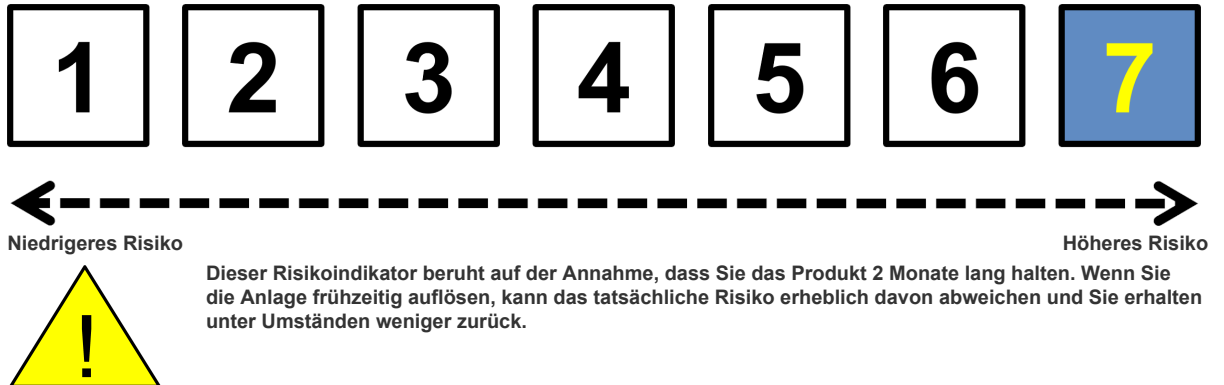 1 2 3 4 5 6 7
Niedrigeres Risiko Höheres Risiko
Dieser Risikoindikator beruht auf der Annahme, dass Sie das Produkt 2 Monate lang halten. Wenn Sie
die Anlage frühzeitig auflösen, kann das tatsächliche Risiko erheblich davon abweichen und Sie erhalten
unter Umständen weniger zurück.
!